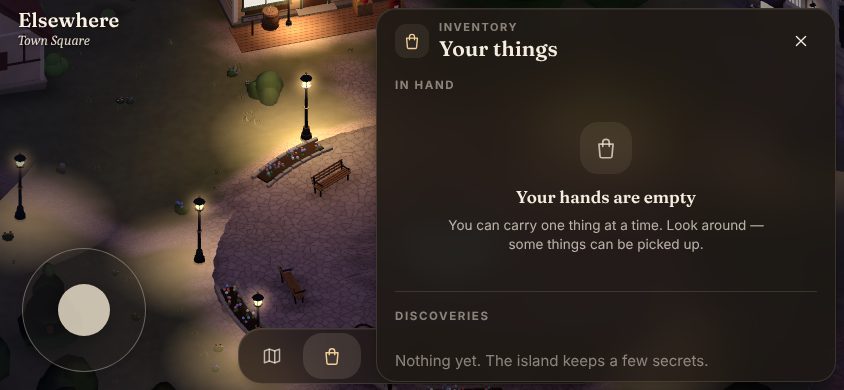 Elsewhere
Town Square
INVENTORY
Your things
IN HAND
Your hands are empty
You can carry one thing at a time. Look around —
some things can be picked up.
DISCOVERIES
Nothing yet. The island keeps a few secrets.